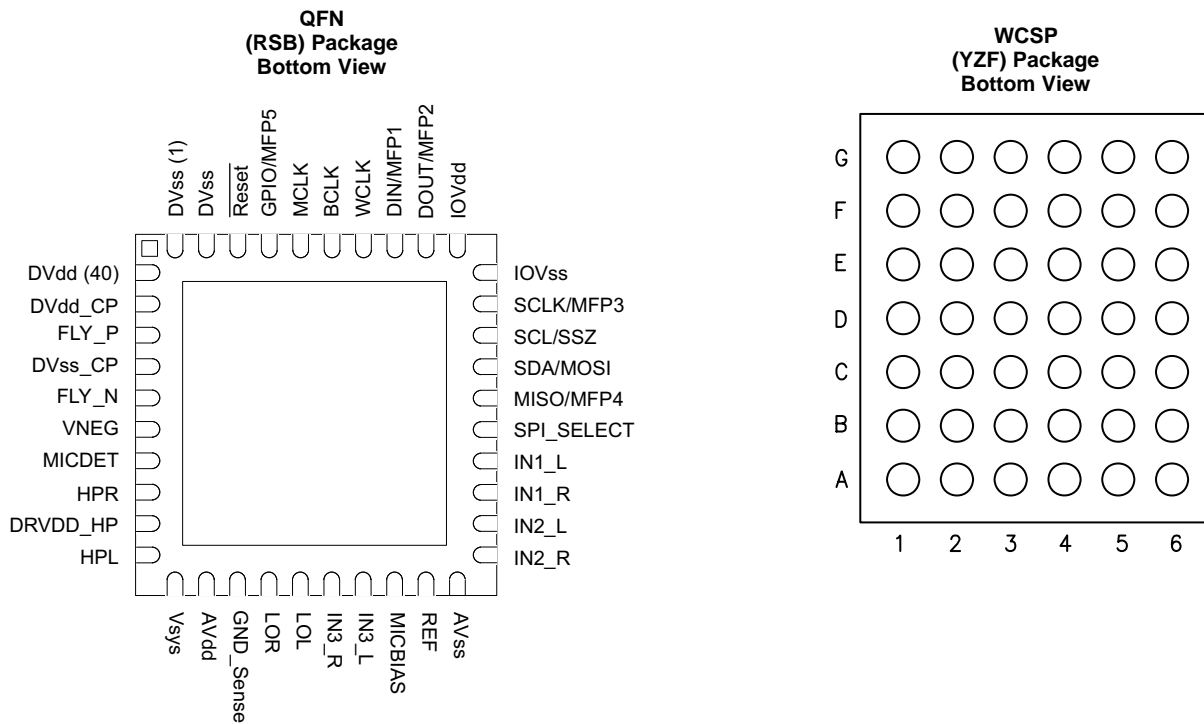 QFN
(RSB) Package
Bottom View
DVss (1)
DVss
Reset
GPIO/MFP5
MCLK
BCLK
WCLK
DIN/MFP1
DOUT/MFP2
IOVdd
DVdd (40)
DVdd_CP
FLY_P
DVss_CP
FLY_N
VNEG
MICDET
HPR
DRVDD_HP
HPL
IOVss
SCLK/MFP3
SCL/SSZ
SDA/MOSI
MISO/MFP4
SPI_SELECT
IN1_L
IN1_R
IN2_L
IN2_R
Vsys
AVdd
GND_Sense
LOR
LOL
IN3_R
IN3_L
MICBIAS
REF
AVss
WCSP
(YZF) Package
Bottom View
G
F
E
D
C
B
A
1 2 3 4 5 6